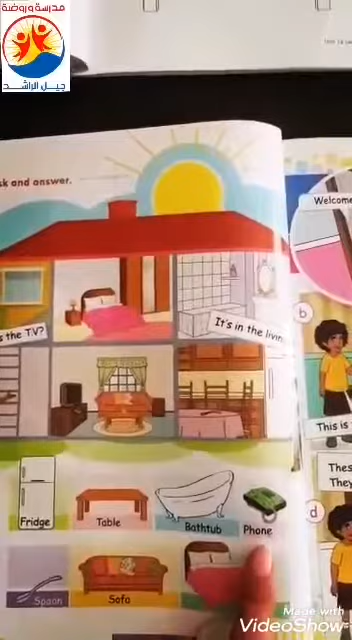 مدرسة وروضة
جيل الراشد
sk and answer.
Welcome
s the T.V?
It's in the livin
b
This is
Thes
They
Fridge
Table
Bathtub
Phone
d
Spoon
Sofa
Made with
VideoShow